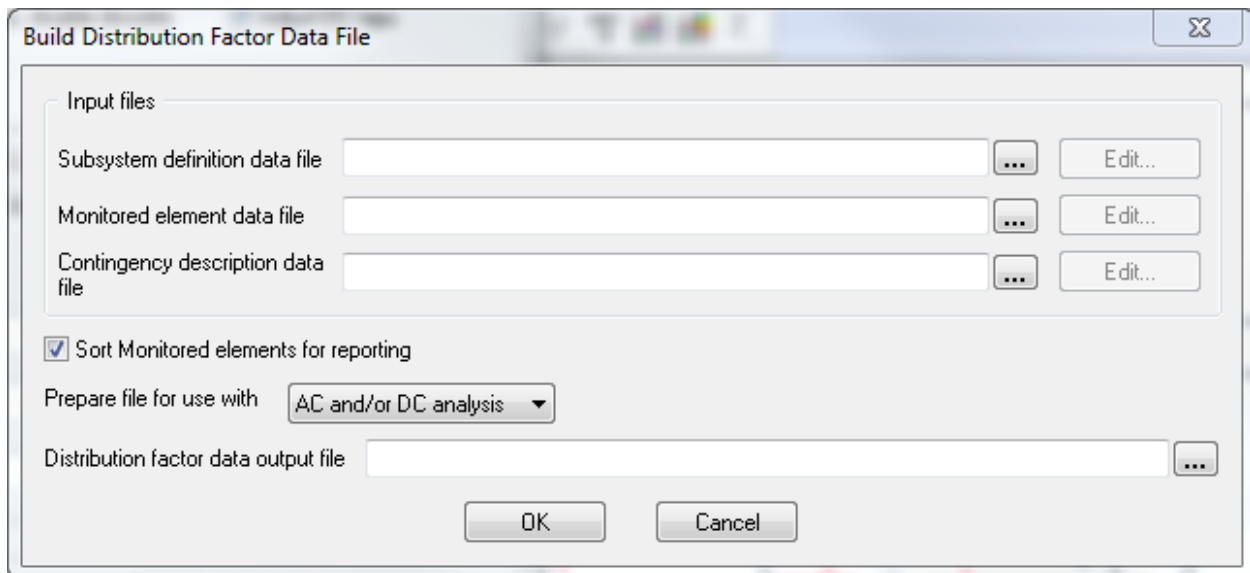 Build Distribution Factor Data File
Input files
Subsystem definition data file ... Edit...
Monitored element data file ... Edit...
Contingency description data
file ... Edit...
Sort Monitored elements for reporting
Prepare file for use with AC and/or DC analysis
Distribution factor data output file ...
OK Cancel